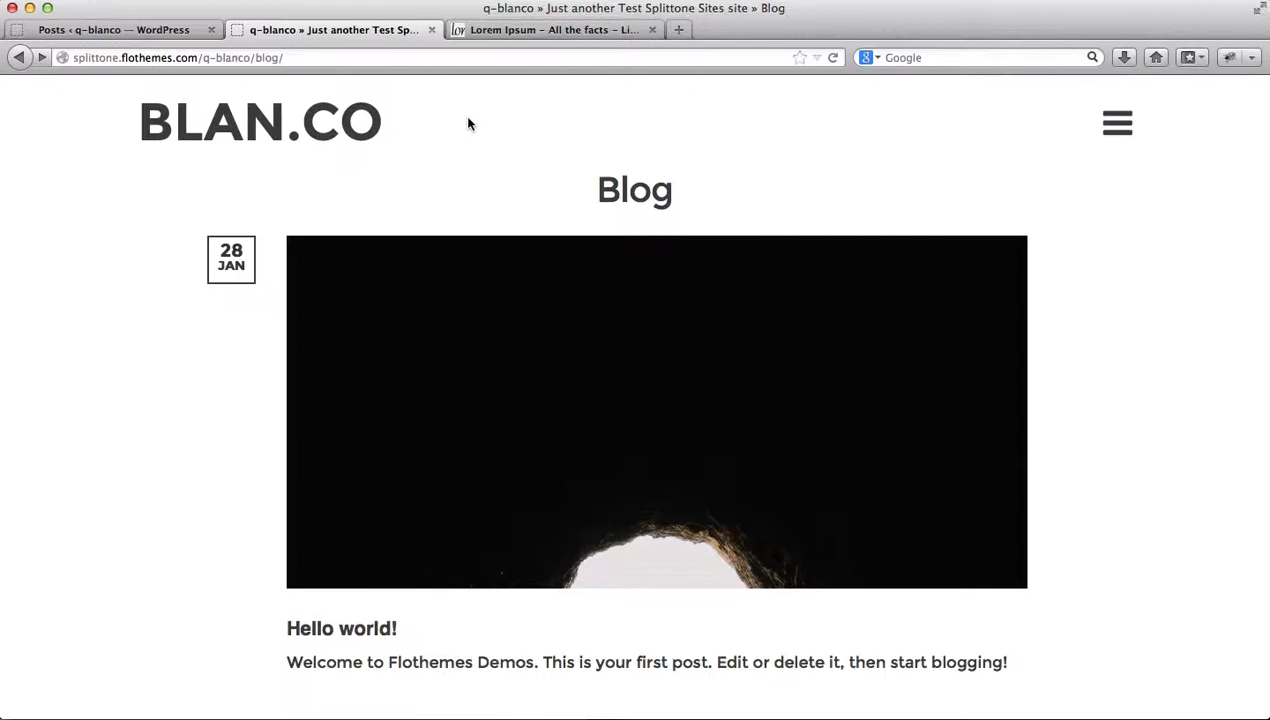 q-blanco » Just another Test Splittone Sites site » Blog
Posts ‹ q-blanco — WordPress
q-blanco » Just another Test Sp...
lor Lorem Ipsum - All the facts - Li...
splittone.flothemes.com/q-blanco/blog/
Google
BLAN.CO
Blog
28
JAN
Hello world!
Welcome to Flothemes Demos. This is your first post. Edit or delete it, then start blogging!